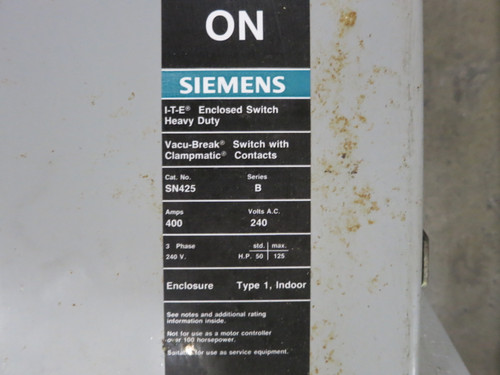 ON
SIEMENS
I-T-E® Enclosed Switch
Heavy Duty
Vacu-Break® Switch with
Clampmatic® Contacts
Cat. No. Series
SN425 B
Amps Volts A.C.
400 240
3 Phase std. max.
240 V. H.P. 50 125
Enclosure Type 1, Indoor
See notes and additional rating
information inside.
Not for use as a motor controller
over 100 horsepower.
Suitable for use as service equipment.